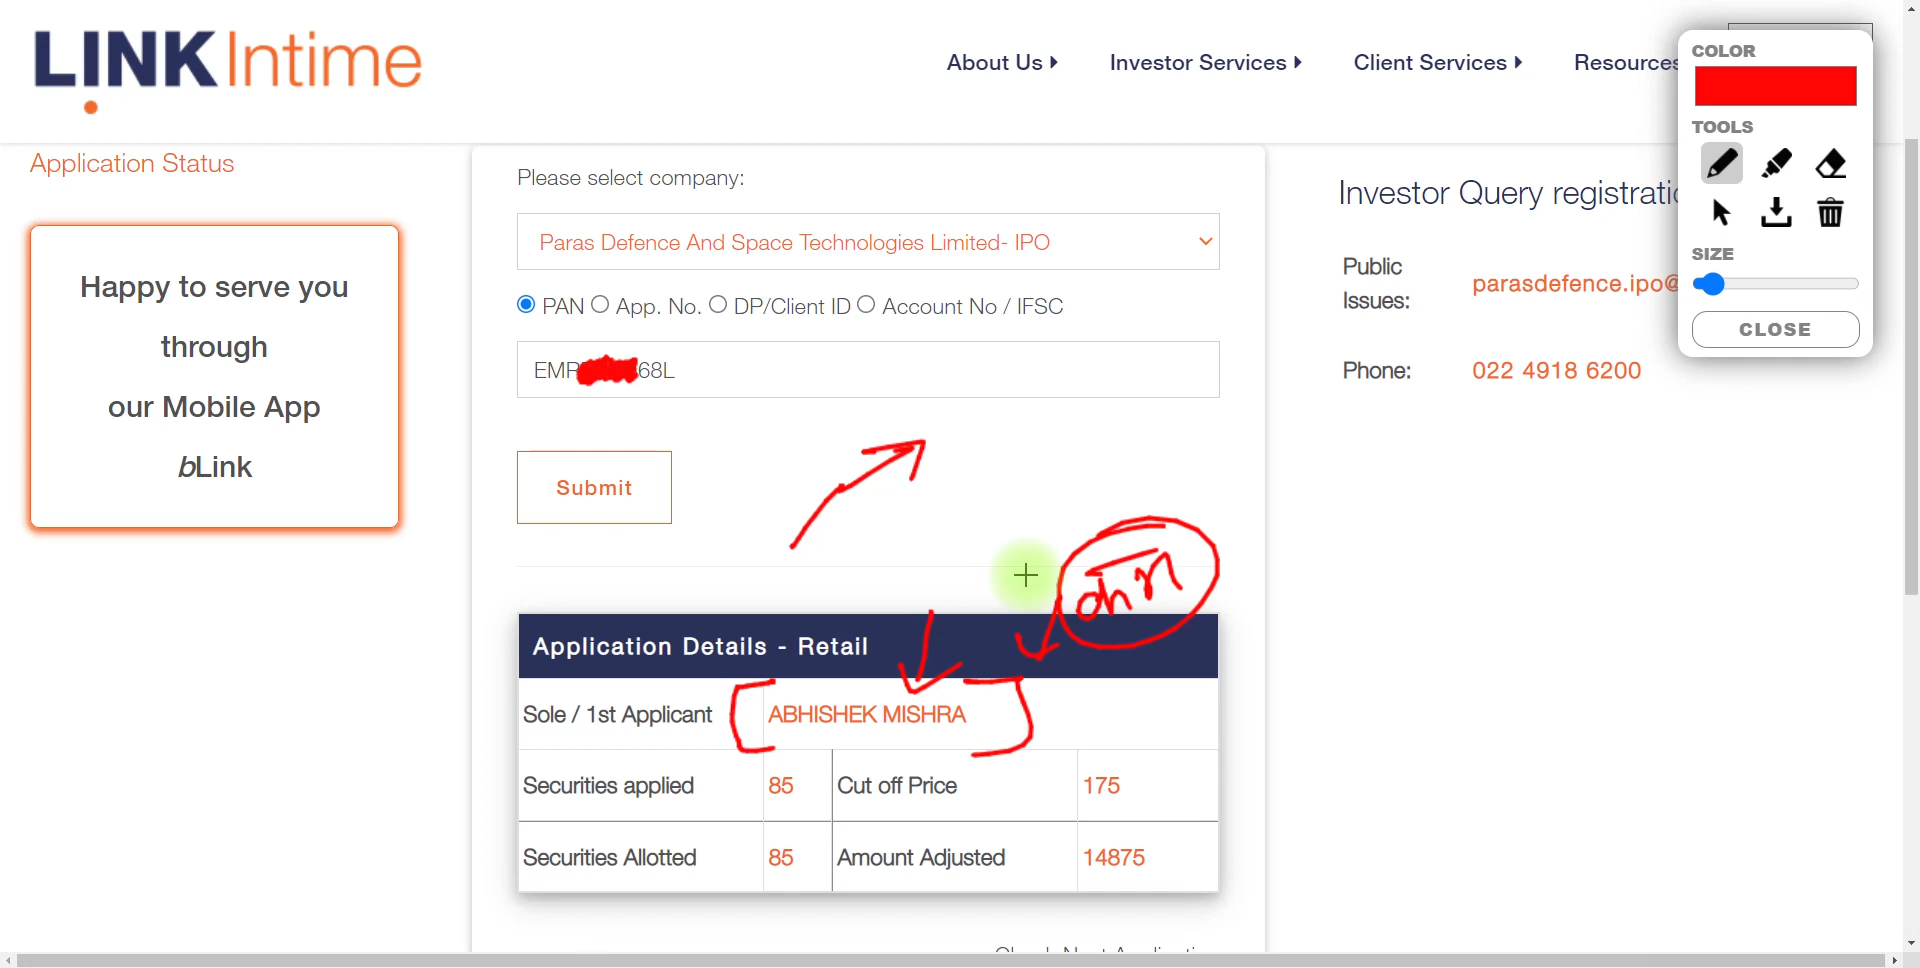 LINK Intime
About Us
Investor Services
Client Services
Resources
COLOR
TOOLS
SIZE
CLOSE
Application Status
Happy to serve you
through
our Mobile App
bLink
Please select company:
Paras Defence And Space Technologies Limited- IPO
PAN App. No. DP/Client ID Account No / IFSC
68L
Submit
Application Details - Retail
Sole / 1st Applicant ABHISHEK MISHRA
Securities applied 85 Cut off Price 175
Securities Allotted 85 Amount Adjusted 14875
Investor Query
Public
Issues:
parasdefence.ipo@
Phone: 022 4918 6200